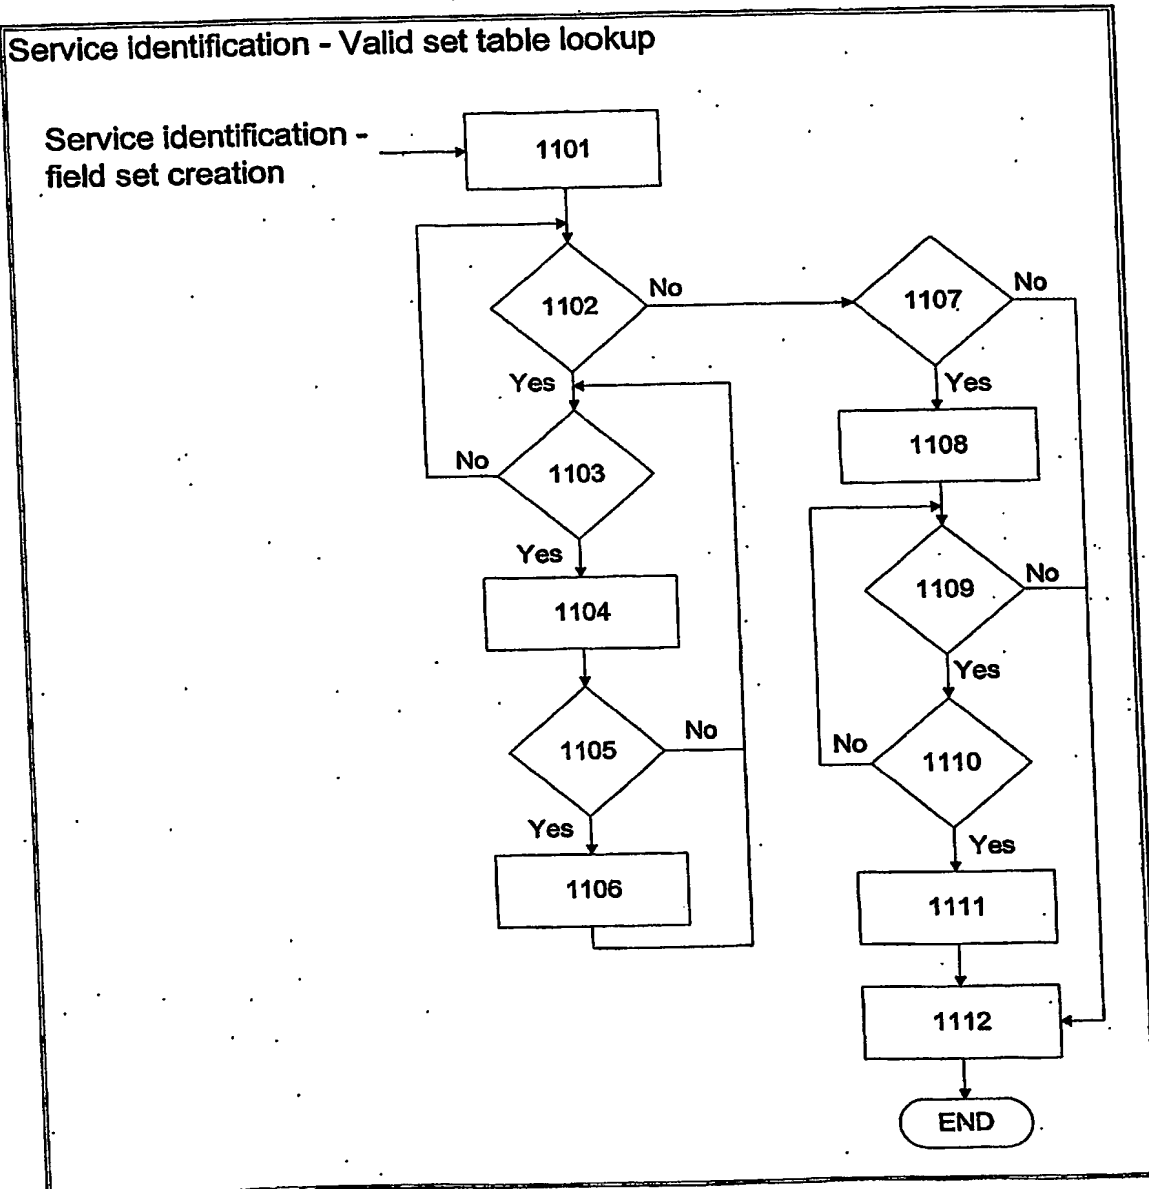 Service identification - Valid set table lookup
Service identification -
field set creation
1101
1102
No
1107
No
Yes
Yes
1108
No
1103
Yes
1109
No
1104
Yes
1105
No
No
1110
Yes
Yes
1106
1111
1112
END